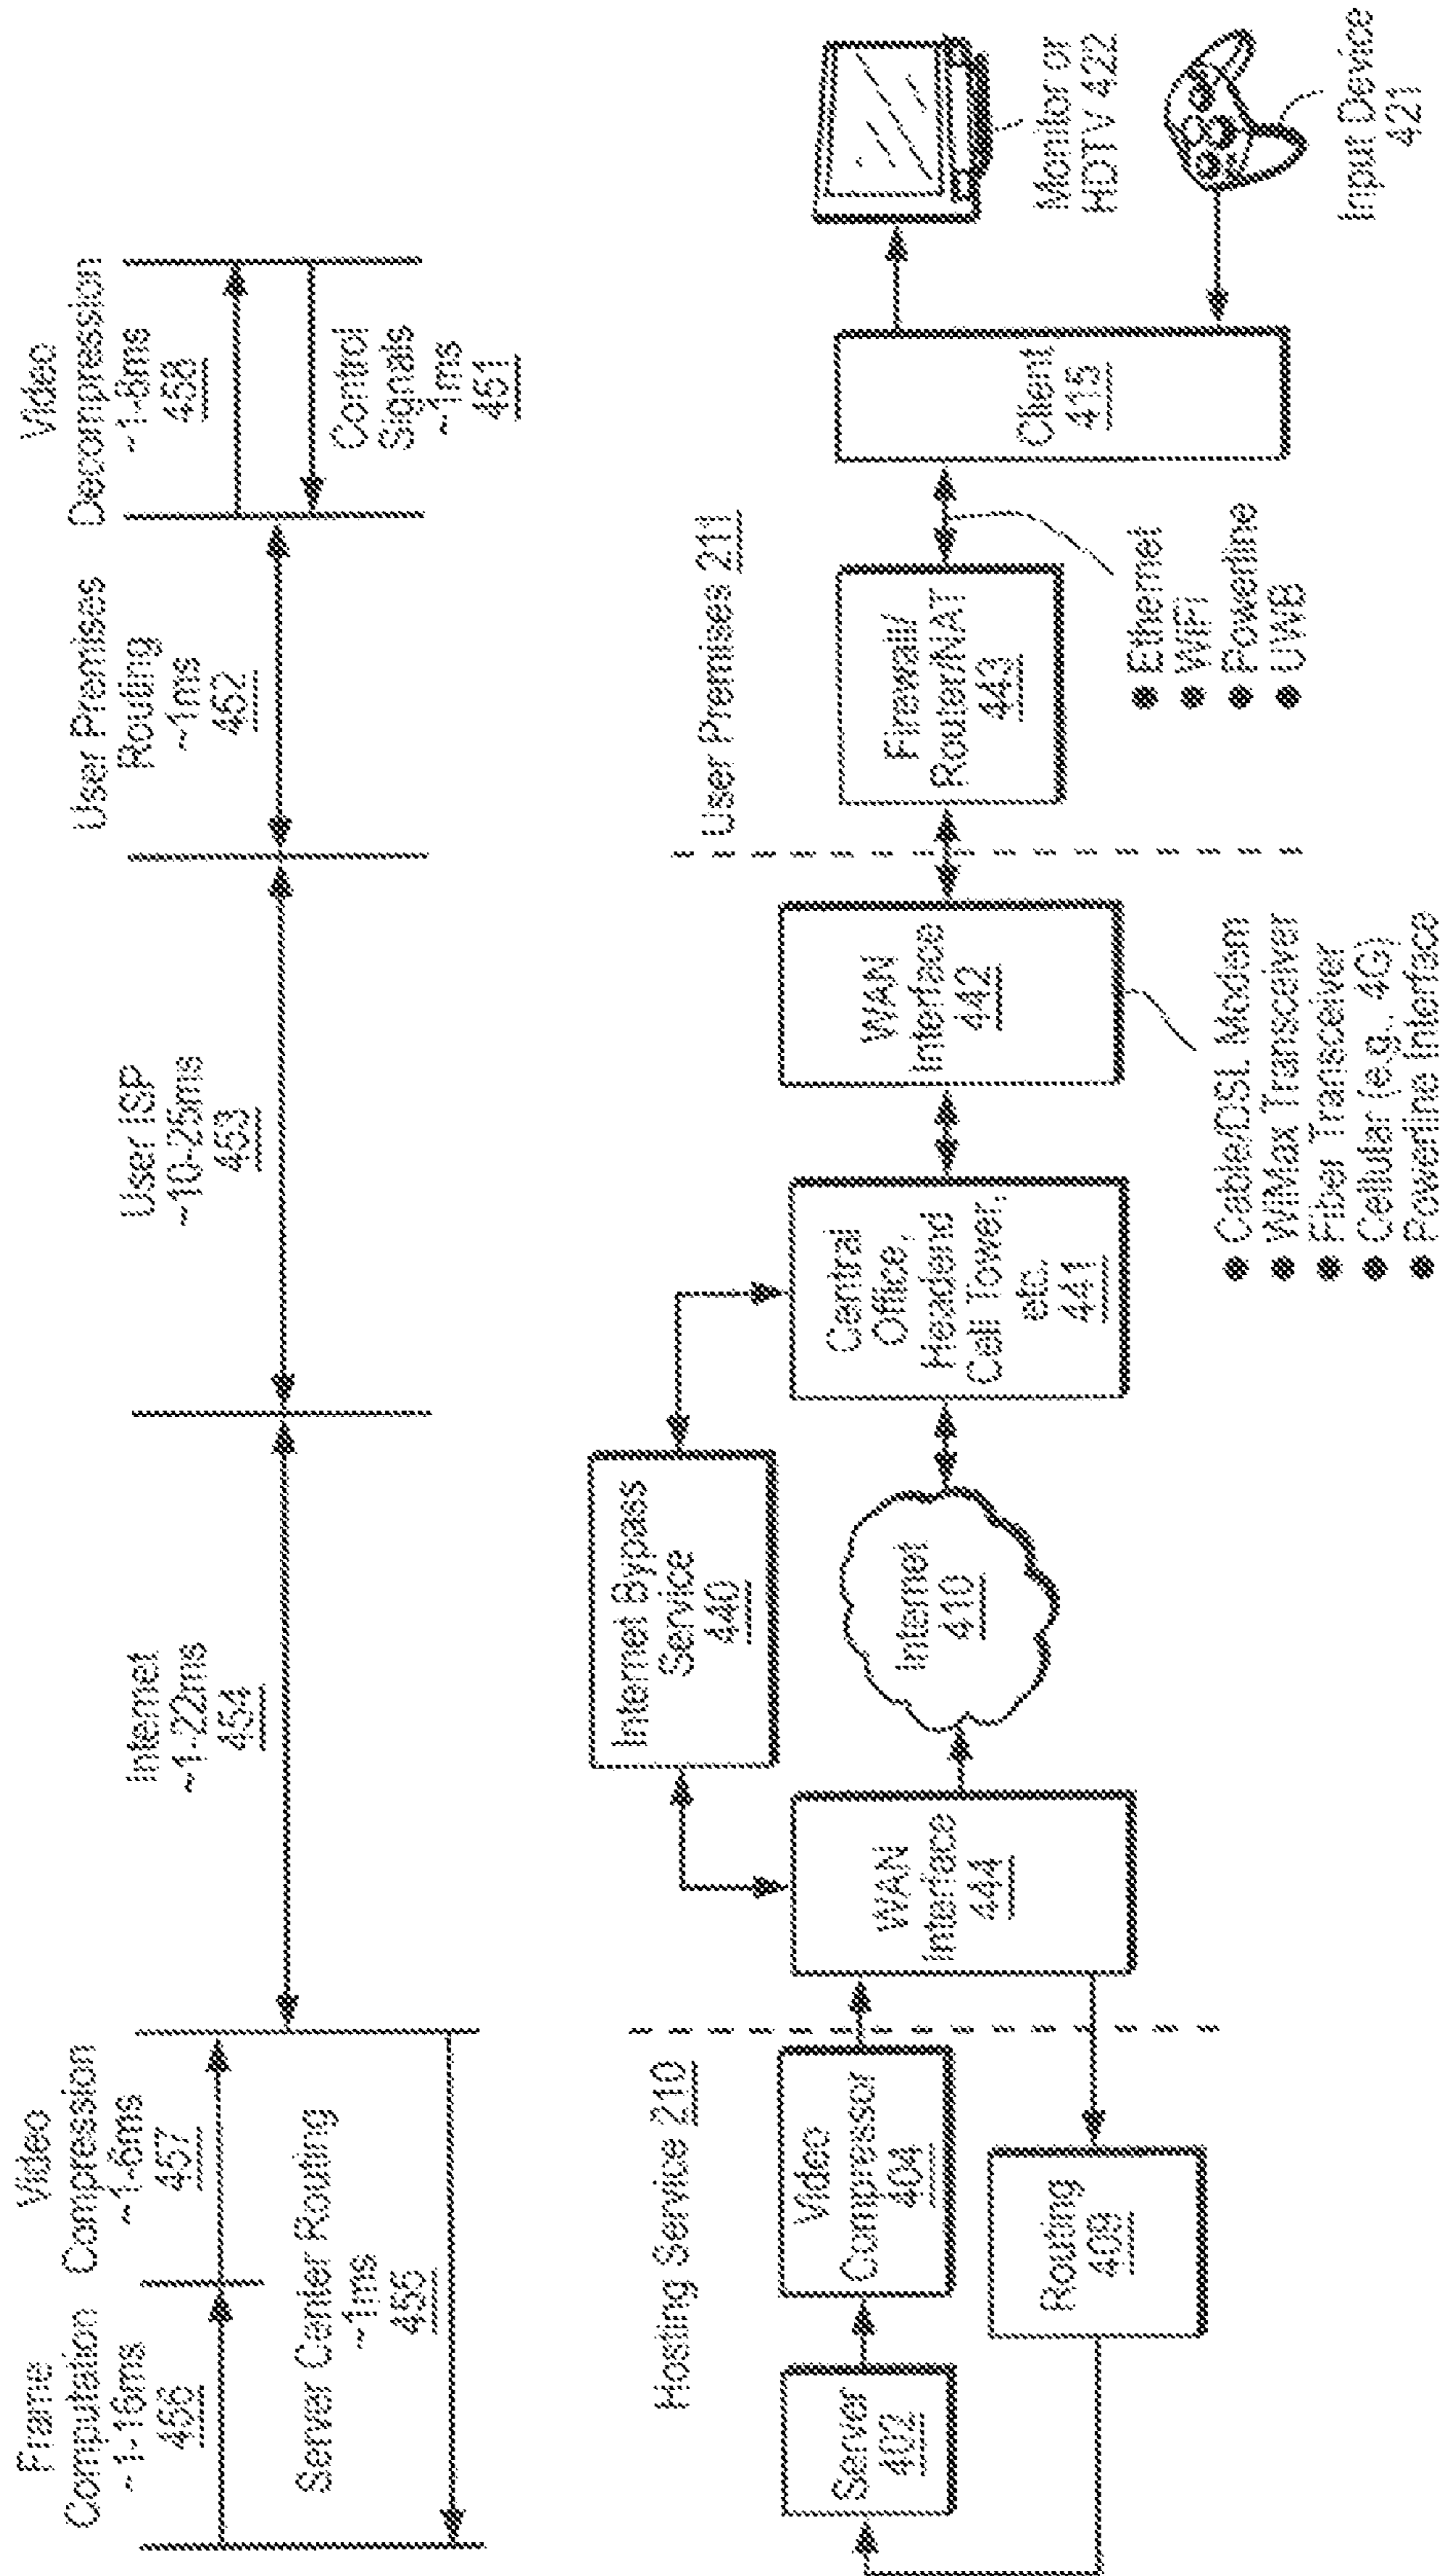 Frame
Computation
~1-16ms
456
Video
Compression
~1-6ms
457
Server Center Routing
~1ms
455
Internet
~1-22ms
454
User ISP
~10-25ms
453
User Premises
Routing
~1ms
452
Video
Decompression
~1-6ms
458
Control
Signals
~1ms
451
Hosting Service 210
Server
402
Video
Compressor
404
Routing
409
WAN
Interface
444
Internet Bypass
Service
440
Internet
410
Central
Office,
Headend
Cell Tower,
etc.
441
WAN
Interface
442
● Cable/DSL Modem
● WiMax Transceiver
● Fiber Transceiver
● Cellular (e.g., 4G)
● Powerline Interface
User Premises 211
Firewall/
Router/NAT
443
● Ethernet
● WiFi
● Powerline
● UWB
Client
415
Monitor or
HDTV 422
Input Device
421